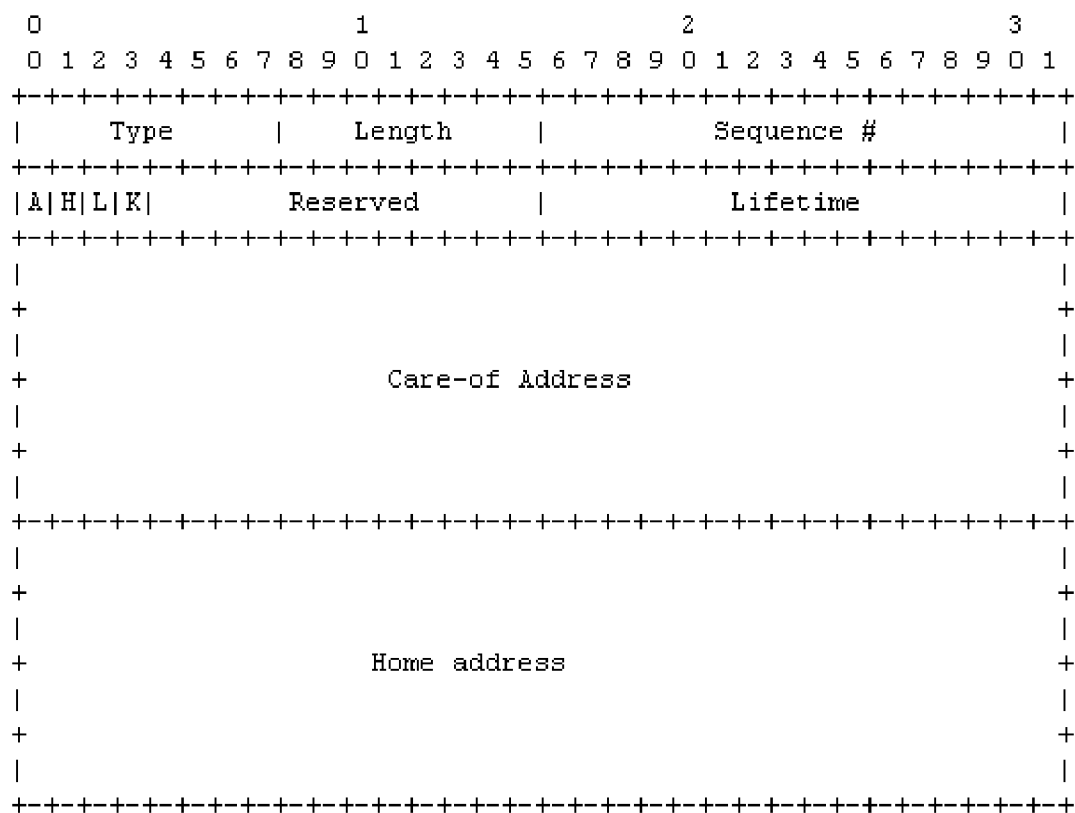 0                   1                   2                   3
 0 1 2 3 4 5 6 7 8 9 0 1 2 3 4 5 6 7 8 9 0 1 2 3 4 5 6 7 8 9 0 1
+-+-+-+-+-+-+-+-+-+-+-+-+-+-+-+-+-+-+-+-+-+-+-+-+-+-+-+-+-+-+-+-+
|     Type      |    Length     |          Sequence #           |
+-+-+-+-+-+-+-+-+-+-+-+-+-+-+-+-+-+-+-+-+-+-+-+-+-+-+-+-+-+-+-+-+
|A|H|L|K|        Reserved       |           Lifetime            |
+-+-+-+-+-+-+-+-+-+-+-+-+-+-+-+-+-+-+-+-+-+-+-+-+-+-+-+-+-+-+-+-+
|                                                               |
+                                                               +
|                                                               |
+                      Care-of Address                          +
|                                                               |
+                                                               +
|                                                               |
+-+-+-+-+-+-+-+-+-+-+-+-+-+-+-+-+-+-+-+-+-+-+-+-+-+-+-+-+-+-+-+-+
|                                                               |
+                                                               +
|                                                               |
+                     Home address                              +
|                                                               |
+                                                               +
|                                                               |
+-+-+-+-+-+-+-+-+-+-+-+-+-+-+-+-+-+-+-+-+-+-+-+-+-+-+-+-+-+-+-+-+